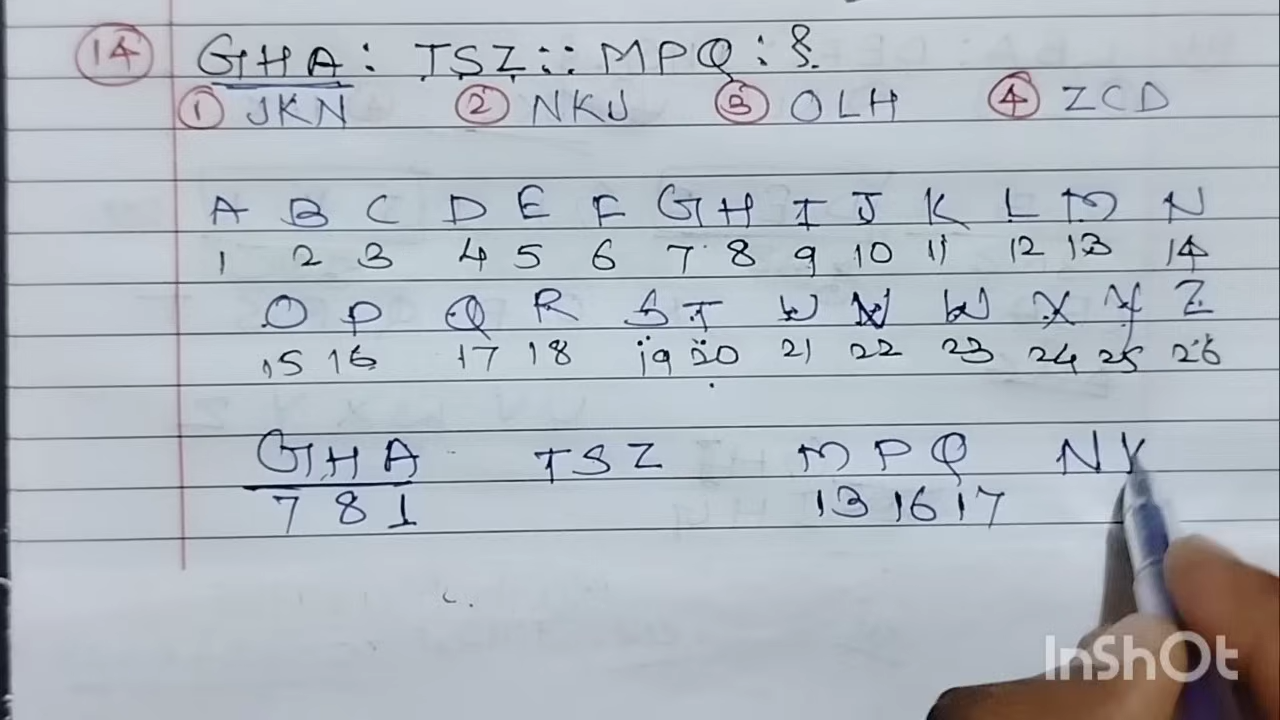 14 GHA : TSZ :: MPQ : ?
1 JKN 2 NKJ 3 OLH 4 ZCD
A B C D E F G H I J K L M N
1 2 3 4 5 6 7 8 9 10 11 12 13 14
O P Q R S T U V W X Y Z
15 16 17 18 19 20 21 22 23 24 25 26
GHA TSZ MPQ NK
7 8 1 13 16 17
InShOt